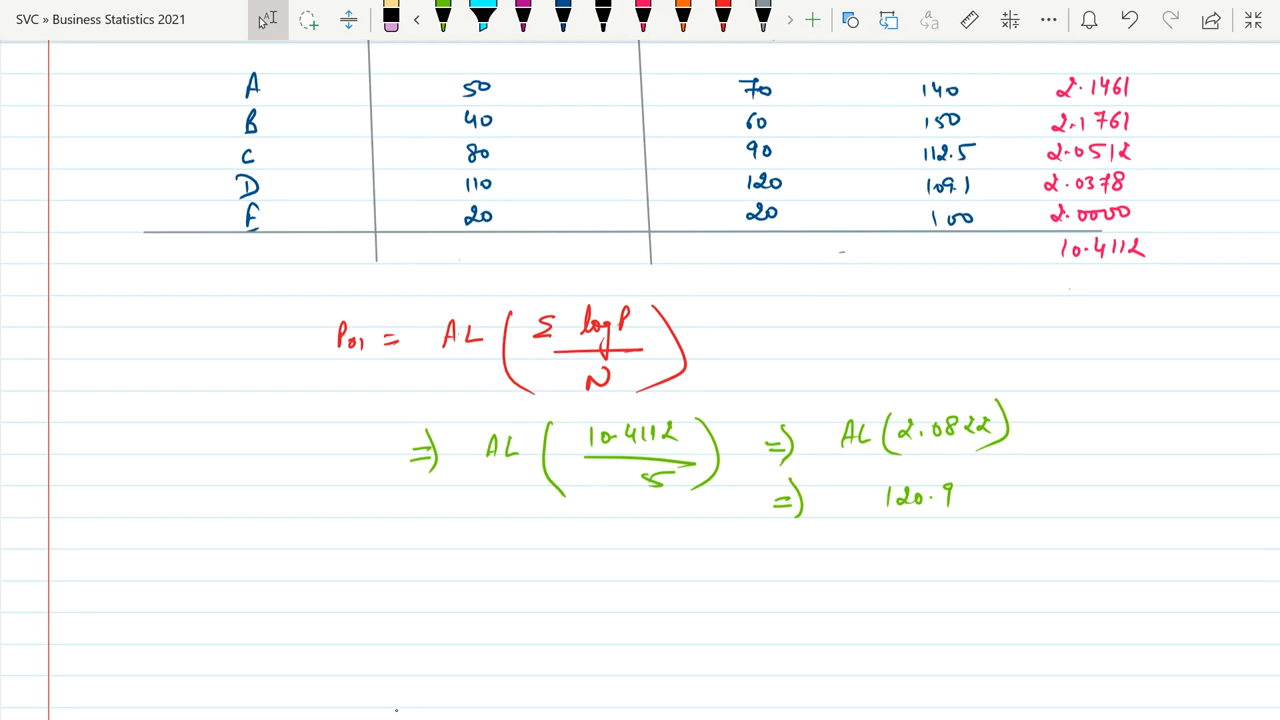 SVC » Business Statistics 2021
A 50 70 140 2.1461
B 40 60 150 2.1761
C 80 90 112.5 2.0512
D 110 120 109.1 2.0378
E 20 20 100 2.0000
10.4112
P01 = AL ( Σ log P / N )
⇒ AL ( 10.4112 / 5 ) ⇒ AL ( 2.0822 )
⇒ 120.9